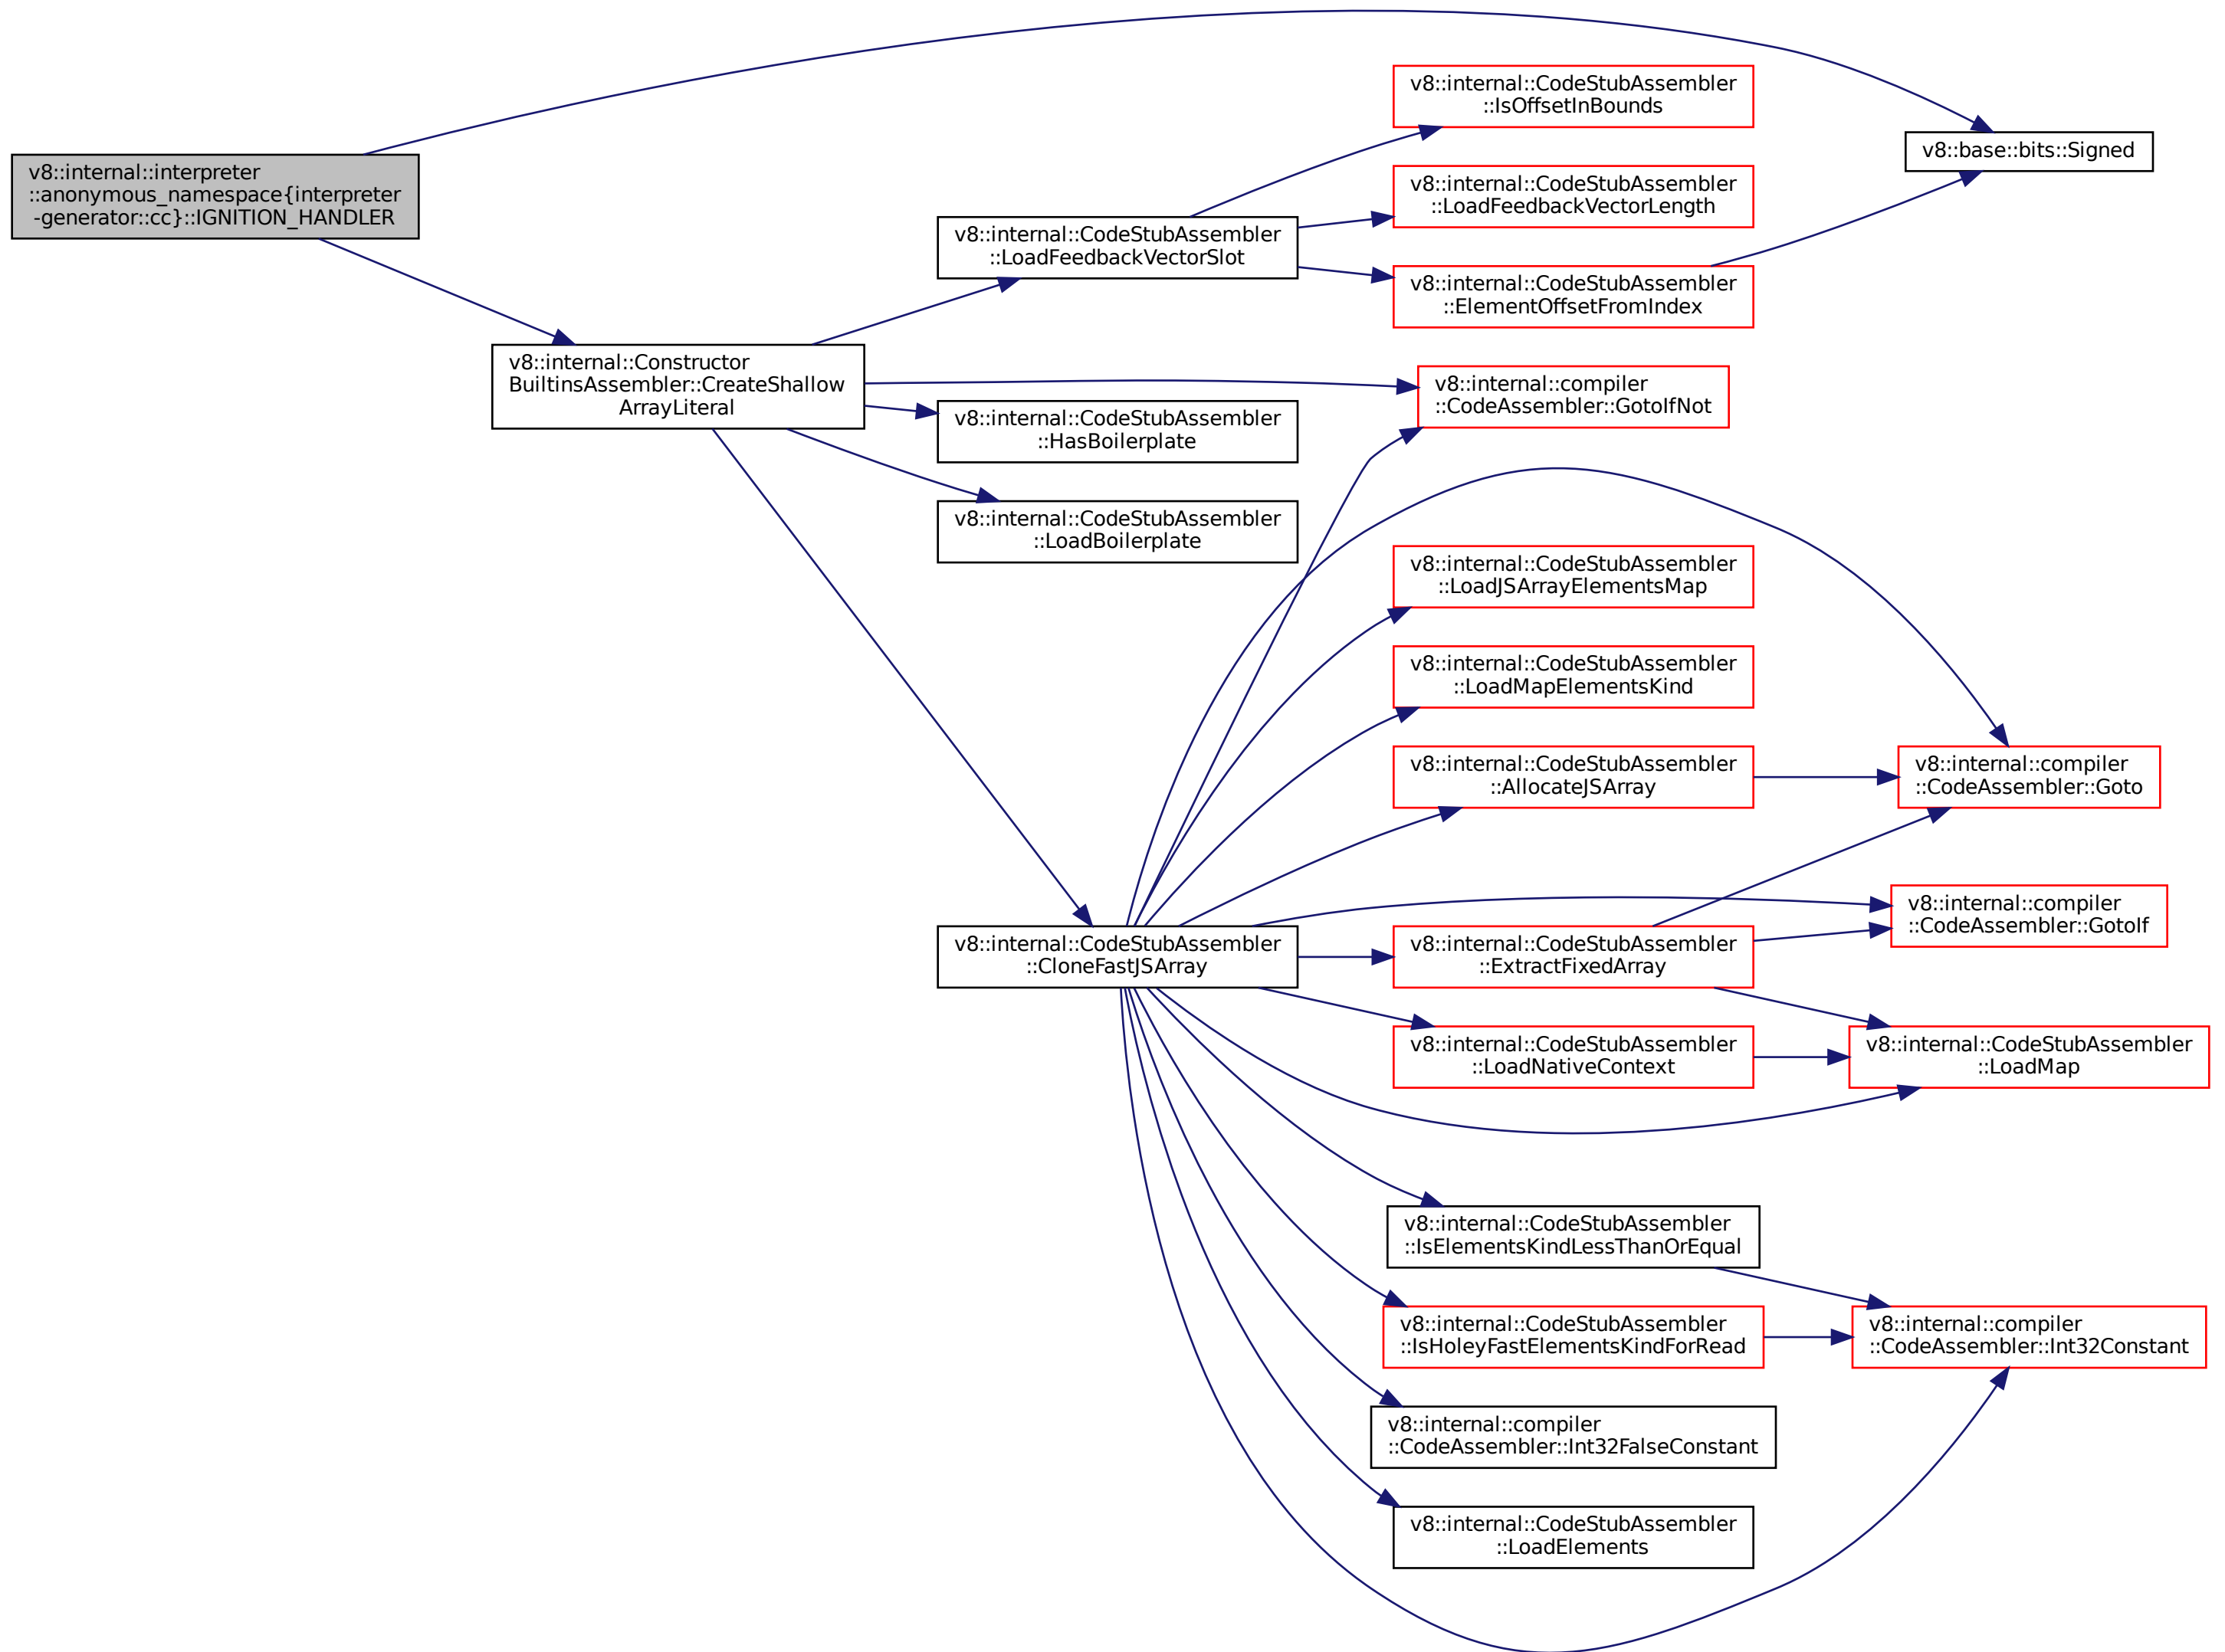 v8::internal::interpreter
::anonymous_namespace{interpreter
-generator::cc}::IGNITION_HANDLER
v8::base::bits::Signed
v8::internal::Constructor
BuiltinsAssembler::CreateShallow
ArrayLiteral
v8::internal::CodeStubAssembler
::LoadFeedbackVectorSlot
v8::internal::CodeStubAssembler
::IsOffsetInBounds
v8::internal::CodeStubAssembler
::LoadFeedbackVectorLength
v8::internal::CodeStubAssembler
::ElementOffsetFromIndex
v8::internal::compiler
::CodeAssembler::GotoIfNot
v8::internal::CodeStubAssembler
::HasBoilerplate
v8::internal::CodeStubAssembler
::LoadBoilerplate
v8::internal::CodeStubAssembler
::CloneFastJSArray
v8::internal::CodeStubAssembler
::LoadJSArrayElementsMap
v8::internal::CodeStubAssembler
::LoadMapElementsKind
v8::internal::CodeStubAssembler
::AllocateJSArray
v8::internal::compiler
::CodeAssembler::Goto
v8::internal::compiler
::CodeAssembler::GotoIf
v8::internal::CodeStubAssembler
::ExtractFixedArray
v8::internal::CodeStubAssembler
::LoadNativeContext
v8::internal::CodeStubAssembler
::LoadMap
v8::internal::CodeStubAssembler
::IsElementsKindLessThanOrEqual
v8::internal::CodeStubAssembler
::IsHoleyFastElementsKindForRead
v8::internal::compiler
::CodeAssembler::Int32Constant
v8::internal::compiler
::CodeAssembler::Int32FalseConstant
v8::internal::CodeStubAssembler
::LoadElements